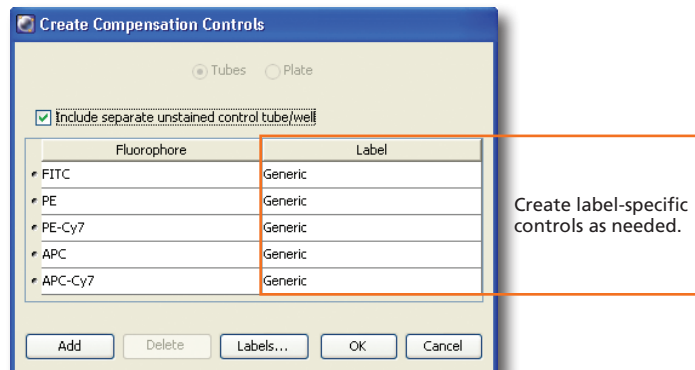 Create Compensation Controls
Tubes Plate
Include separate unstained control tube/well
Fluorophore Label
FITC Generic
PE Generic
PE-Cy7 Generic
APC Generic
APC-Cy7 Generic
Create label-specific
controls as needed.
Add Delete Labels... OK Cancel